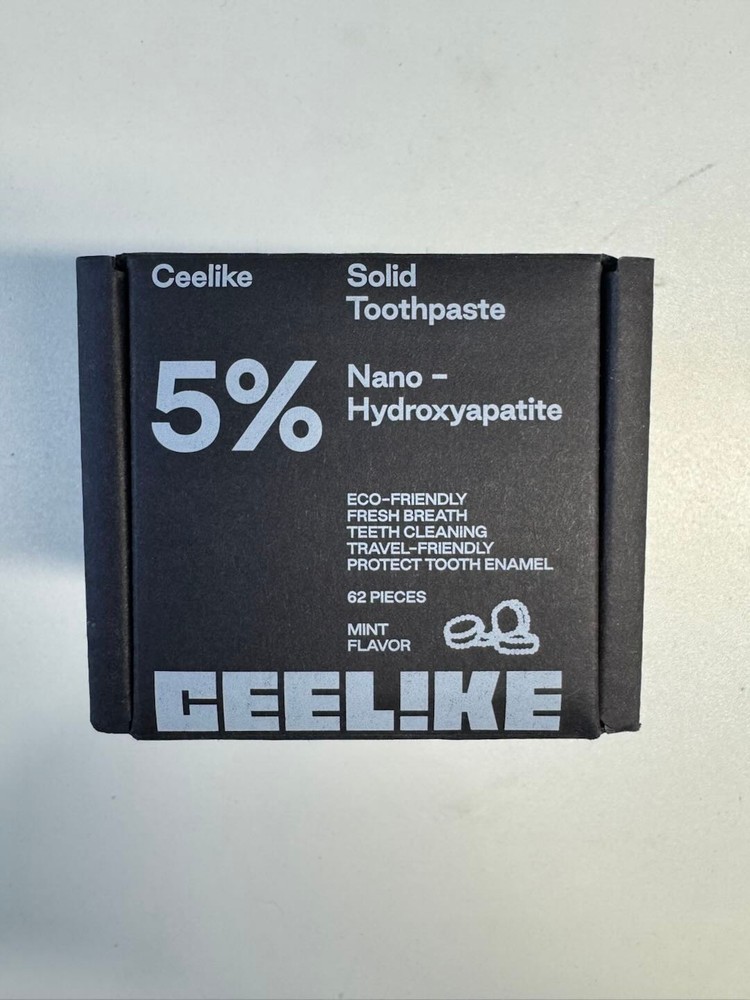 Ceelike
Solid
Toothpaste
5%
Nano -
Hydroxyapatite
ECO-FRIENDLY
FRESH BREATH
TEETH CLEANING
TRAVEL-FRIENDLY
PROTECT TOOTH ENAMEL
62 PIECES
MINT
FLAVOR
CEEL!KE